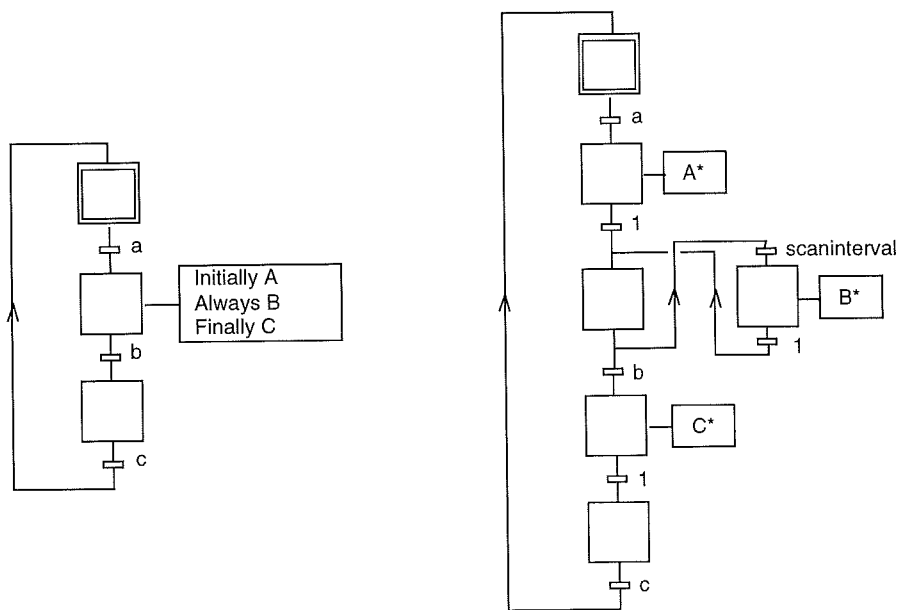 a
Initially A
Always B
Finally C
b
c
a
A*
1
scaninterval
B*
1
b
C*
1
c